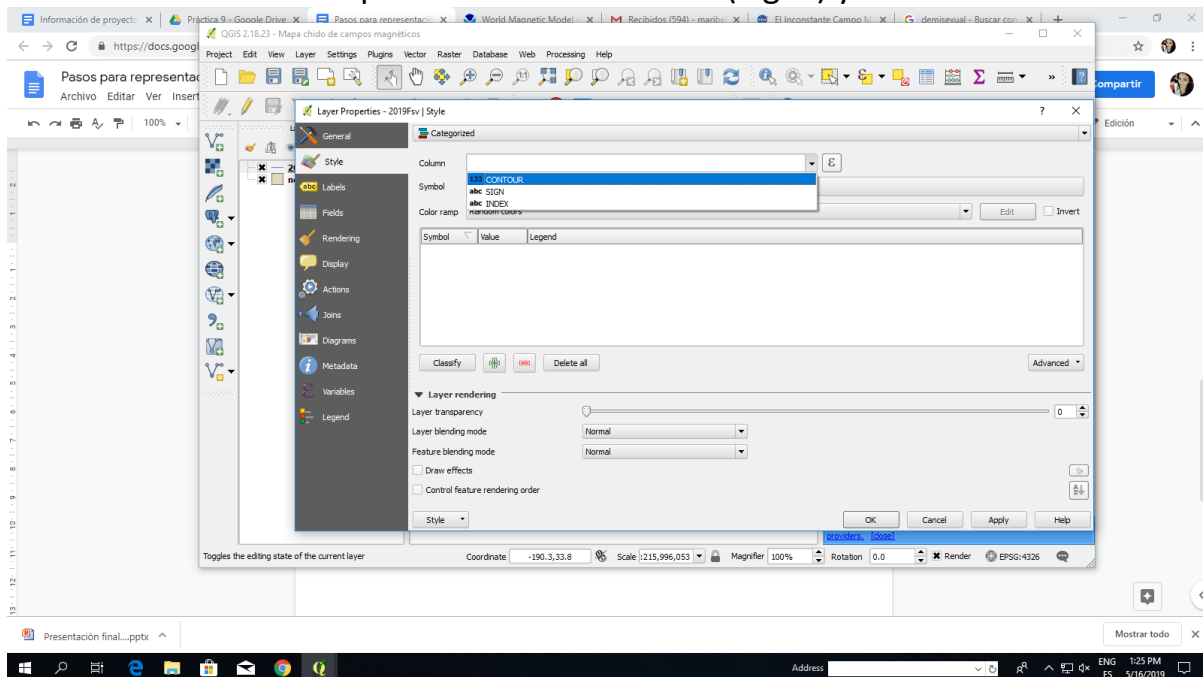 Información de proyecto
Práctica 9 - Google Drive
Pasos para representac
World Magnetic Model
Recibidos (594) - maribe
El Inconstante Campo M
demisexual - Buscar con
https://docs.googl
Pasos para representa
Archivo Editar Ver Insert
100%
Compartir
Edición
QGIS 2.18.23 - Mapa chido de campos magnéticos
Project Edit View Layer Settings Plugins Vector Raster Database Web Processing Help
Layer Properties - 2019Fsv | Style
General
Style
Labels
Fields
Rendering
Display
Actions
Joins
Diagrams
Metadata
Variables
Legend
Categorized
Column
123 CONTOUR
abc SIGN
abc INDEX
Symbol
Color ramp Random colors Edit Invert
Symbol Value Legend
Classify Delete all Advanced
Layer rendering
Layer transparency 0
Layer blending mode Normal
Feature blending mode Normal
Draw effects
Control feature rendering order
Style OK Cancel Apply Help
providers. [close]
Toggles the editing state of the current layer Coordinate -190.3,33.8 Scale :215,996,053 Magnifier 100% Rotation 0.0 Render EPSG:4326
Presentación final....pptx
Mostrar todo
Address
ENG 1:25 PM
ES 5/16/2019